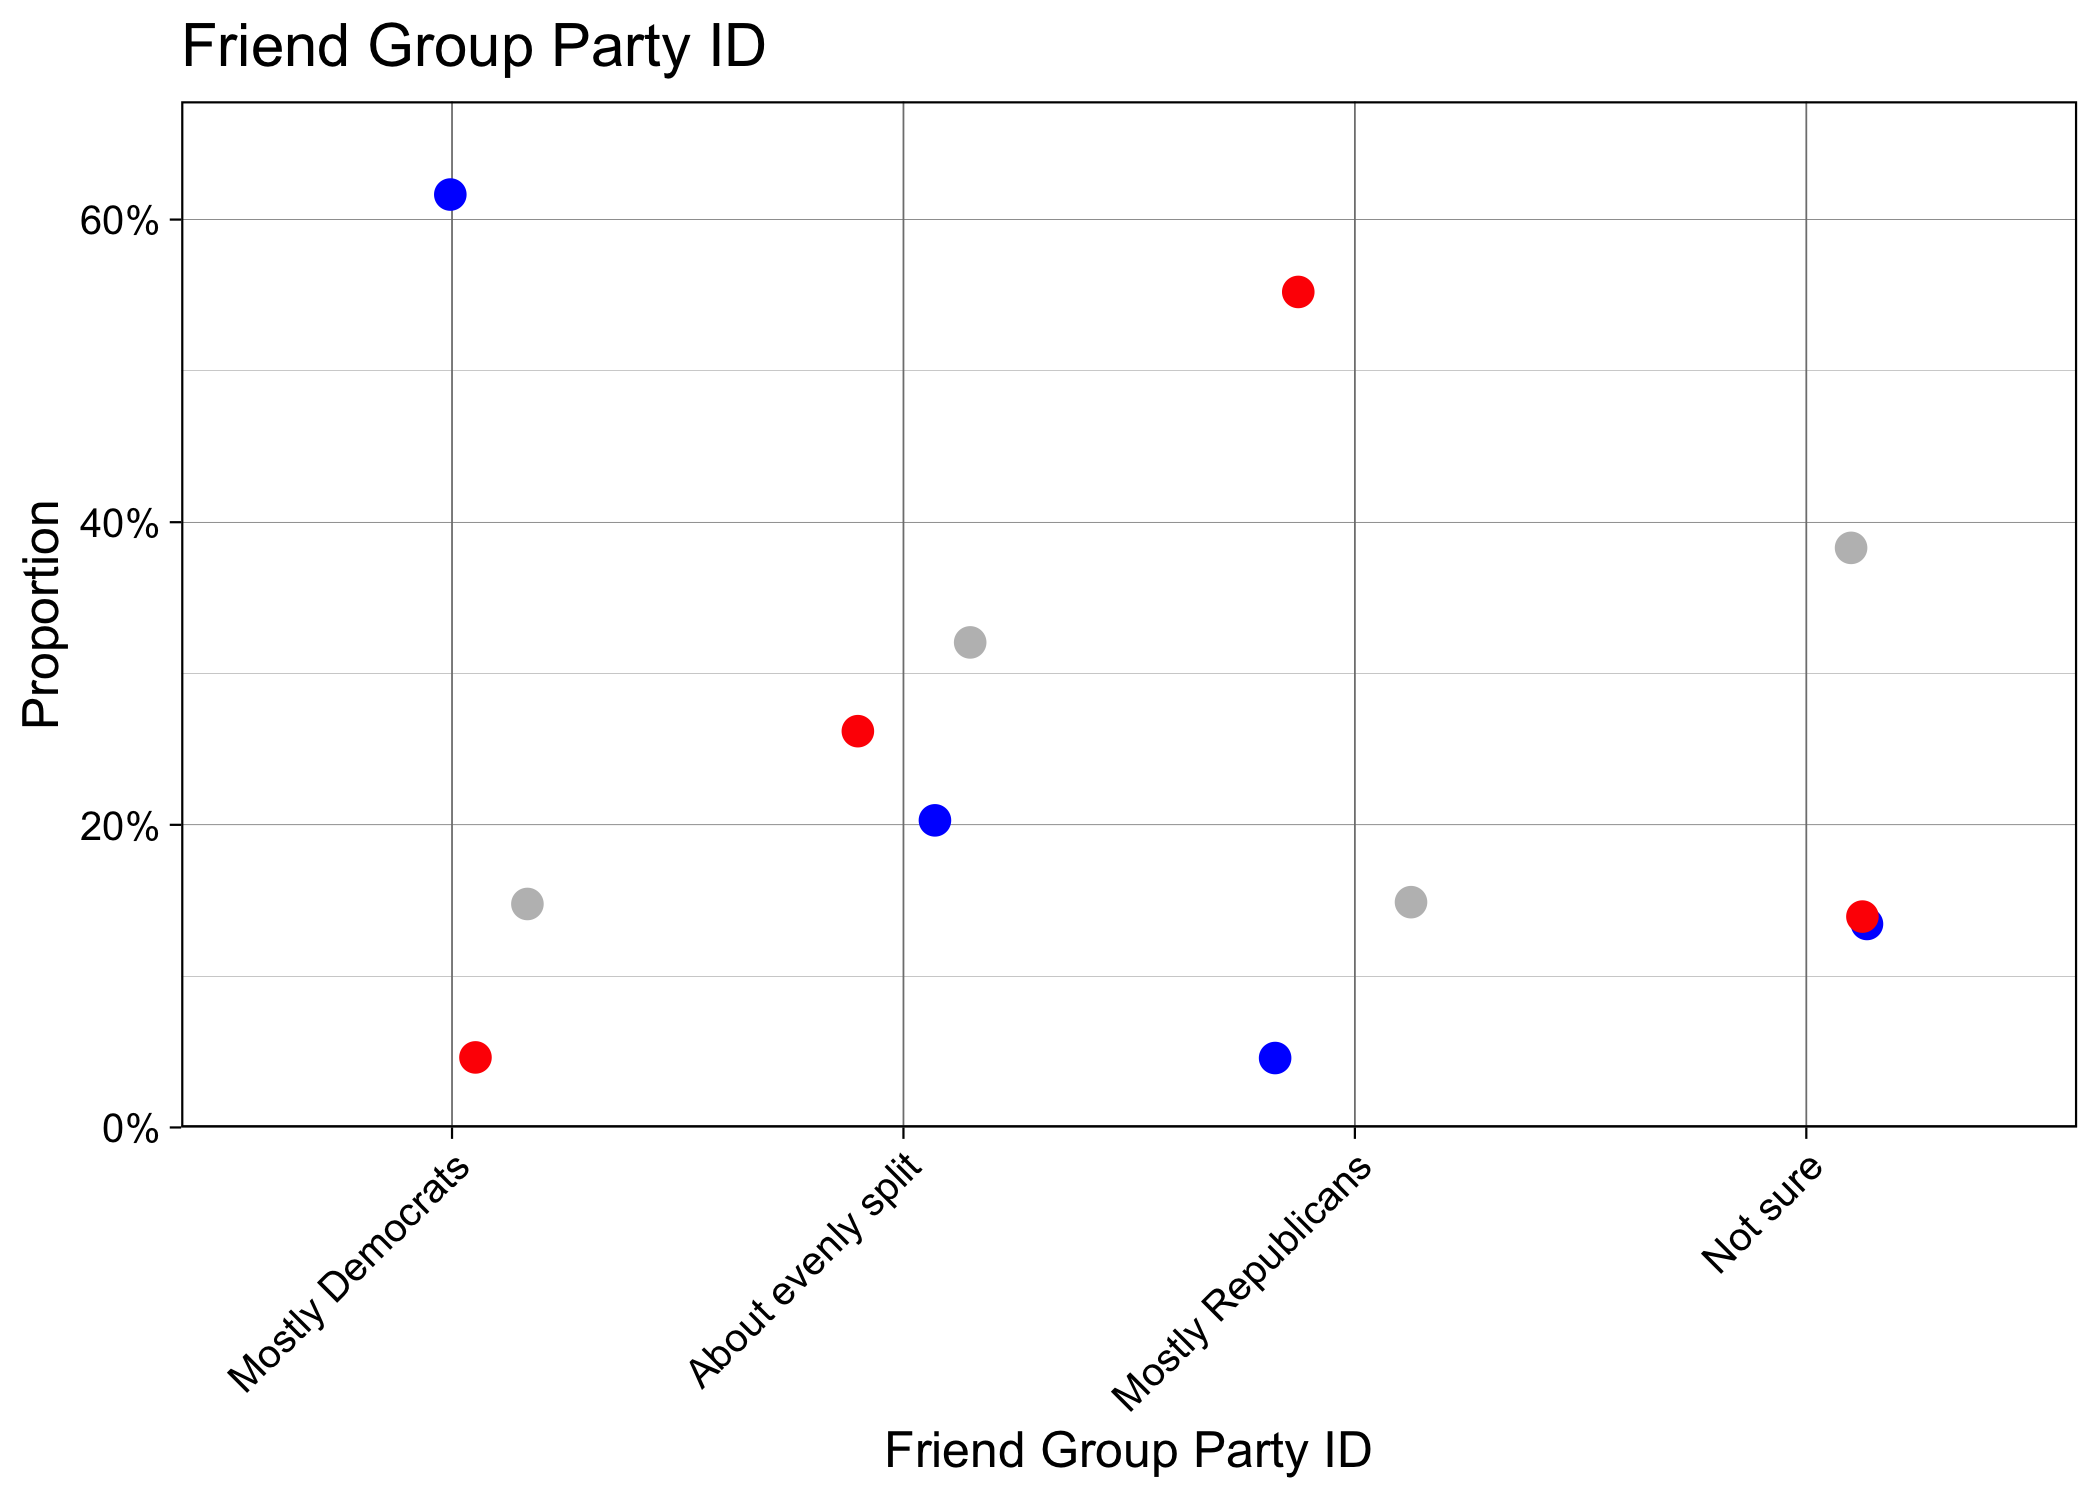 Friend Group Party ID
60%
40%
20%
0%
Proportion
Mostly Democrats
About evenly split
Mostly Republicans
Not sure
Friend Group Party ID